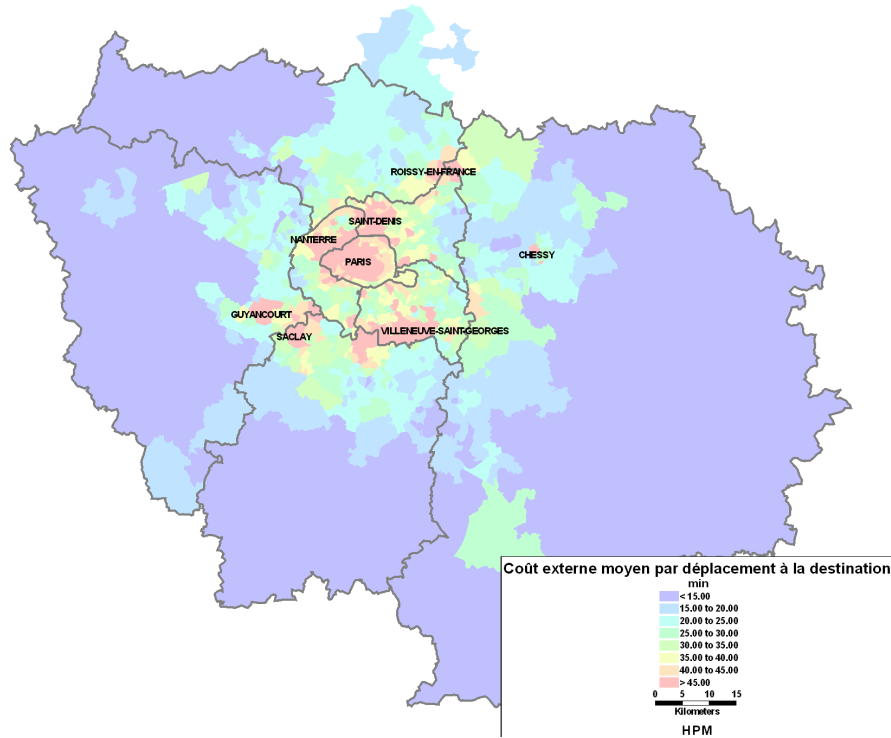 ROISSY-EN-FRANCE
SAINT-DENIS
NANTERRE
PARIS
CHESSY
GUYANCOURT
SACLAY
VILLENEUVE-SAINT-GEORGES
Coût externe moyen par déplacement à la destination
min
< 15.00
15.00 to 20.00
20.00 to 25.00
25.00 to 30.00
30.00 to 35.00
35.00 to 40.00
40.00 to 45.00
> 45.00
0 5 10 15
Kilometers
HPM